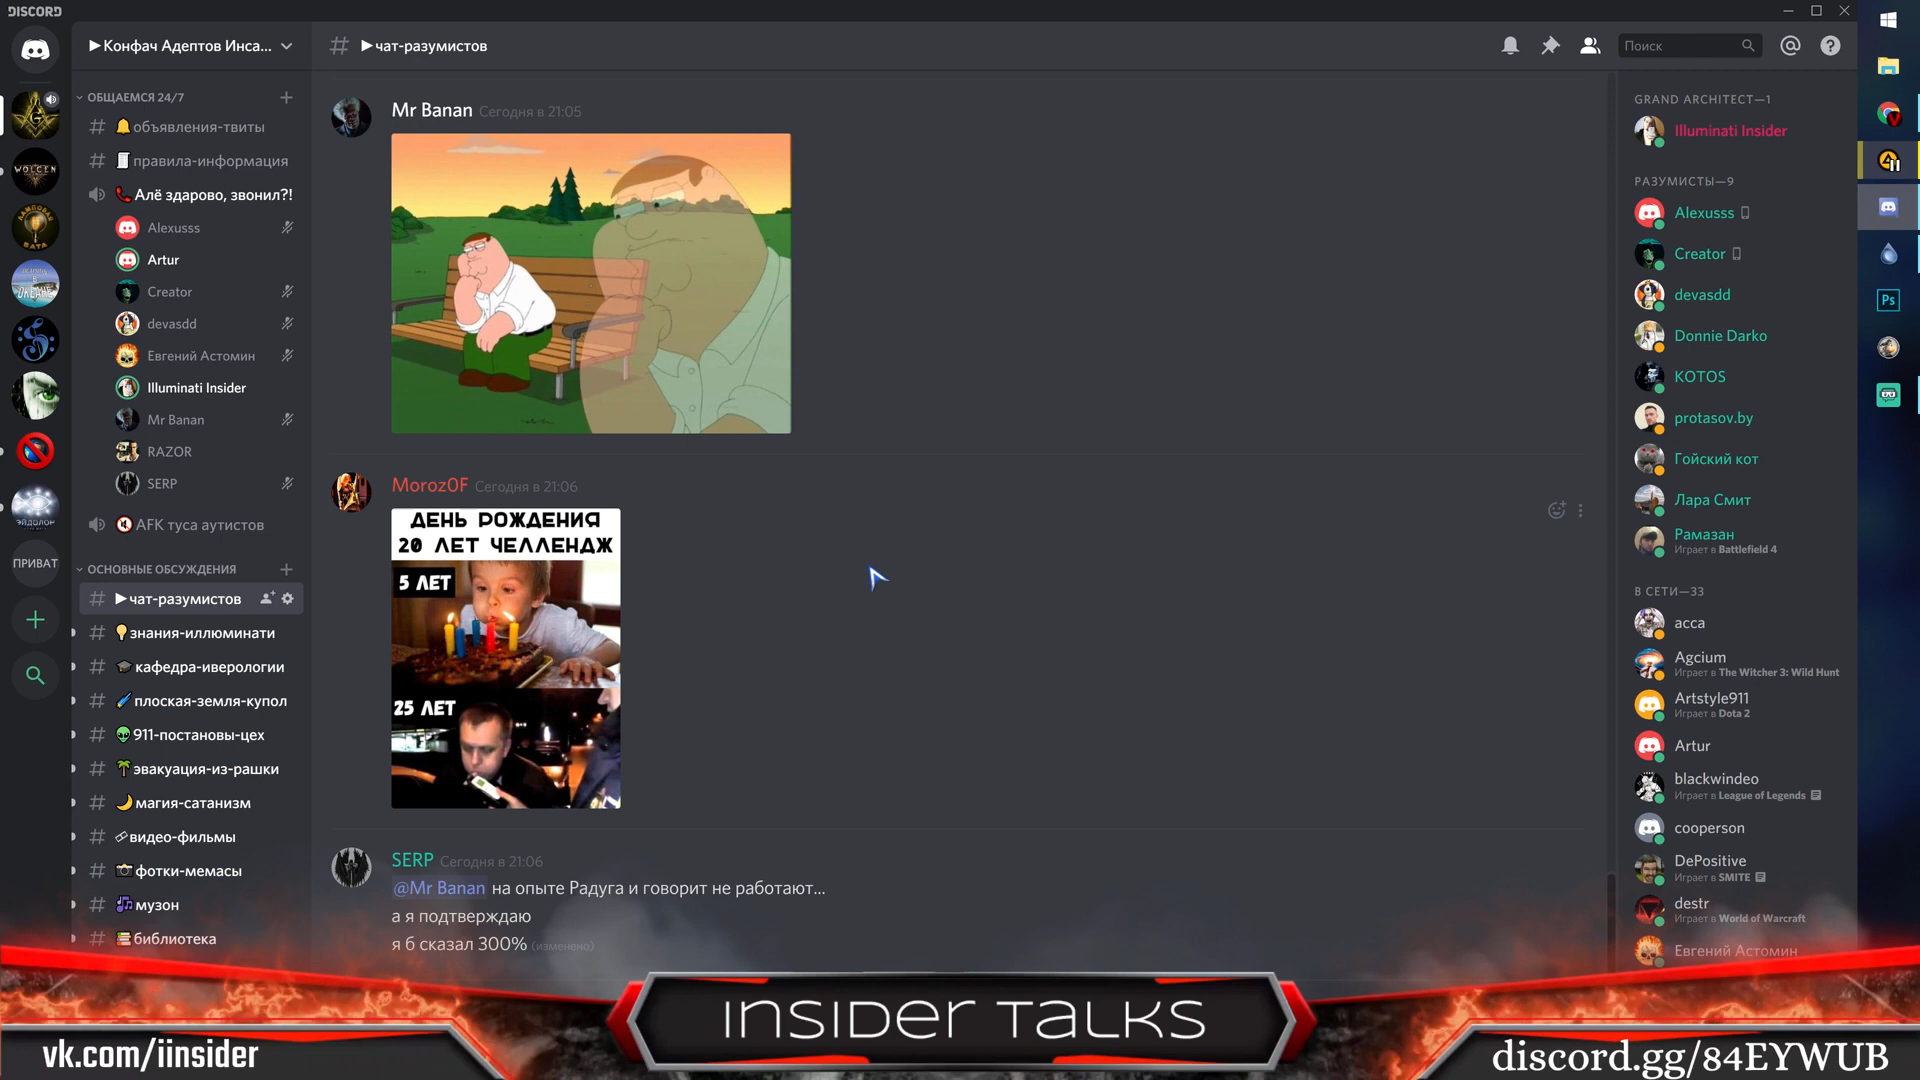 DISCORD
▶Конфач Адептов Инса...
ОБЩАЕМСЯ 24/7
# 🔔объявления-твиты
# правила-информация
📞Алё здарово, звонил?!
Alexusss
Artur
Creator
devasdd
Евгений Астомин
Illuminati Insider
Mr Banan
RAZOR
SERP
AFK туса аутистов
ОСНОВНЫЕ ОБСУЖДЕНИЯ
# ▶чат-разумистов
# 💡знания-иллюминати
# 🎓кафедра-иверологии
# плоская-земля-купол
# 👽911-постановы-цех
# 🌴эвакуация-из-рашки
# 🌙магия-сатанизм
# видео-фильмы
# 📷фотки-мемасы
# 🎶музон
# 📚библиотека
WOLCEN
ЛАМПОВАЯ
ВАТА
ОКЕАНЕ
ЭЙДОЛОН
ПРИВАТ
# ▶чат-разумистов
Поиск
Mr Banan Сегодня в 21:05
Moroz0F Сегодня в 21:06
ДЕНЬ РОЖДЕНИЯ
20 ЛЕТ ЧЕЛЛЕНДЖ
5 ЛЕТ
25 ЛЕТ
SERP Сегодня в 21:06
@Mr Banan на опыте Радуга и говорит не работают...
а я подтверждаю
я б сказал 300% (изменено)
GRAND ARCHITECT—1
Illuminati Insider
РАЗУМИСТЫ—9
Alexusss
Creator
devasdd
Donnie Darko
KOTOS
protasov.by
Гойский кот
Лара Смит
Рамазан
Играет в Battlefield 4
В СЕТИ—33
acca
Agcium
Играет в The Witcher 3: Wild Hunt
Artstyle911
Играет в Dota 2
Artur
blackwindeo
Играет в League of Legends
cooperson
DePositive
Играет в SMITE
destr
Играет в World of Warcraft
Евгений Астомин
Ps
INSIDER TALKS
vk.com/iinsider
discord.gg/84EYWUB